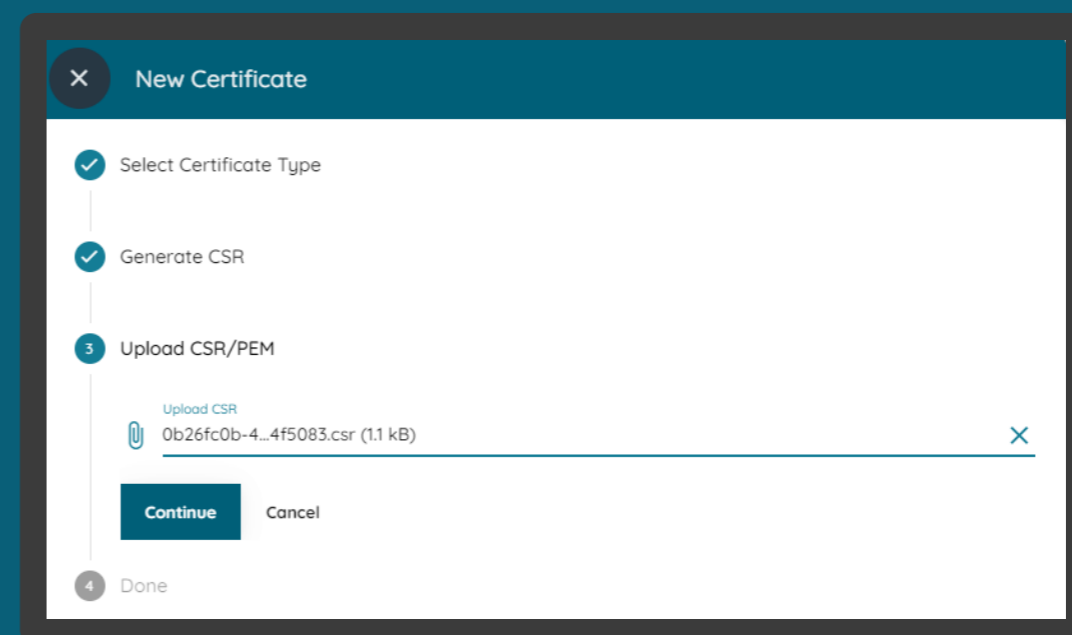 New Certificate
Select Certificate Type
Generate CSR
3 Upload CSR/PEM
Upload CSR
0b26fc0b-4...4f5083.csr (1.1 kB)
Continue Cancel
4 Done